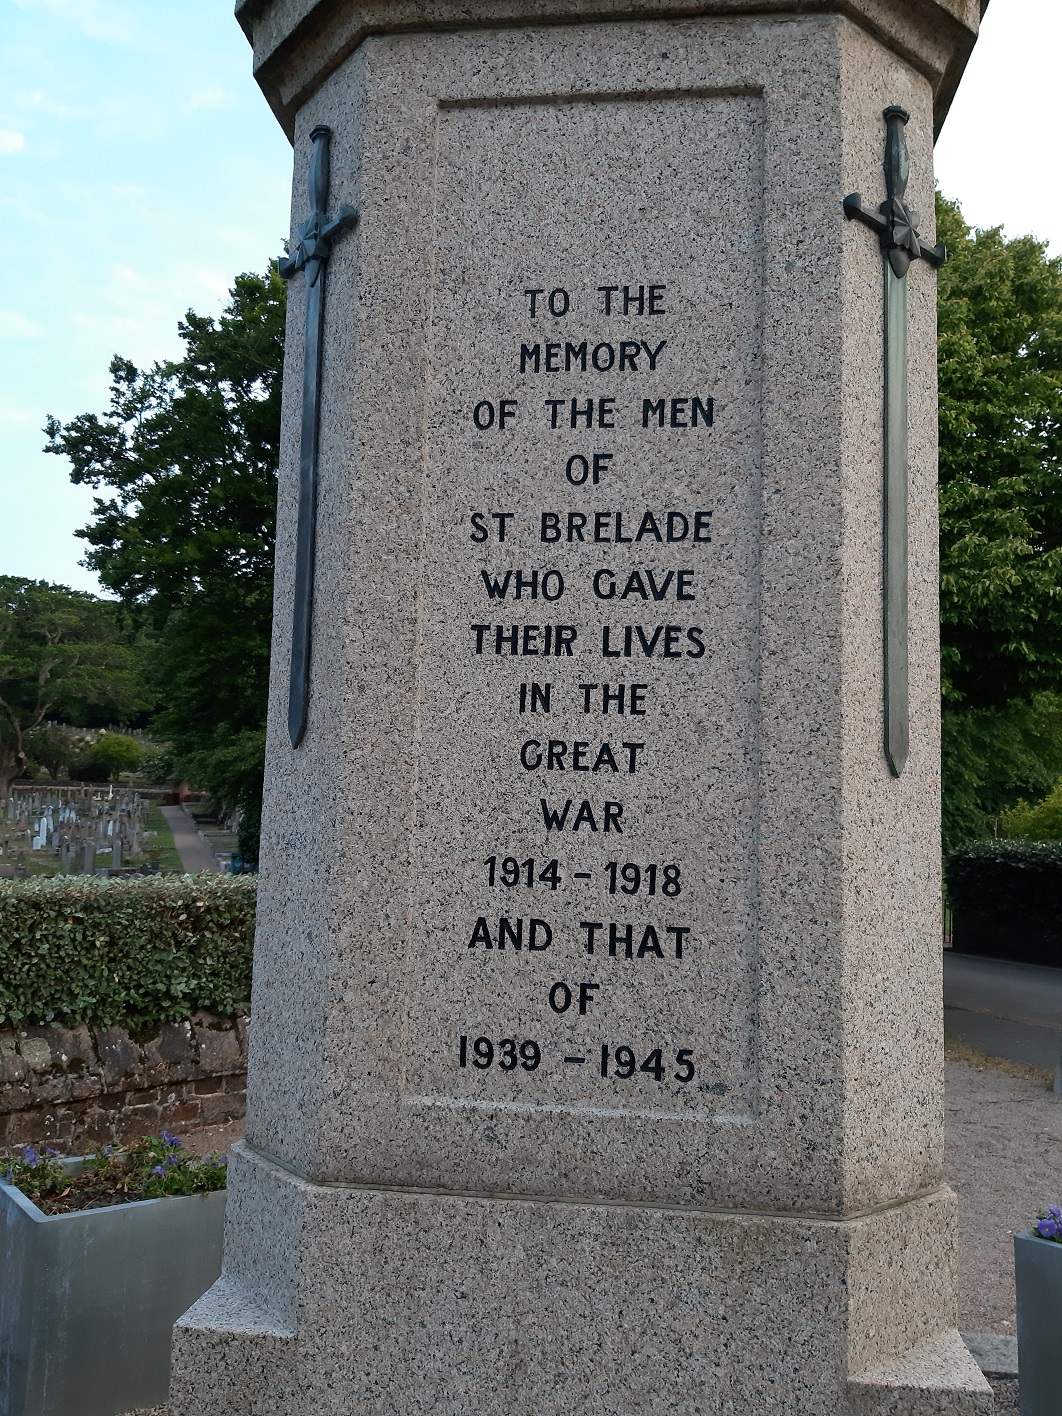 TO THE
MEMORY
OF THE MEN
OF
ST BRELADE
WHO GAVE
THEIR LIVES
IN THE
GREAT
WAR
1914 - 1918
AND THAT
OF
1939 - 1945